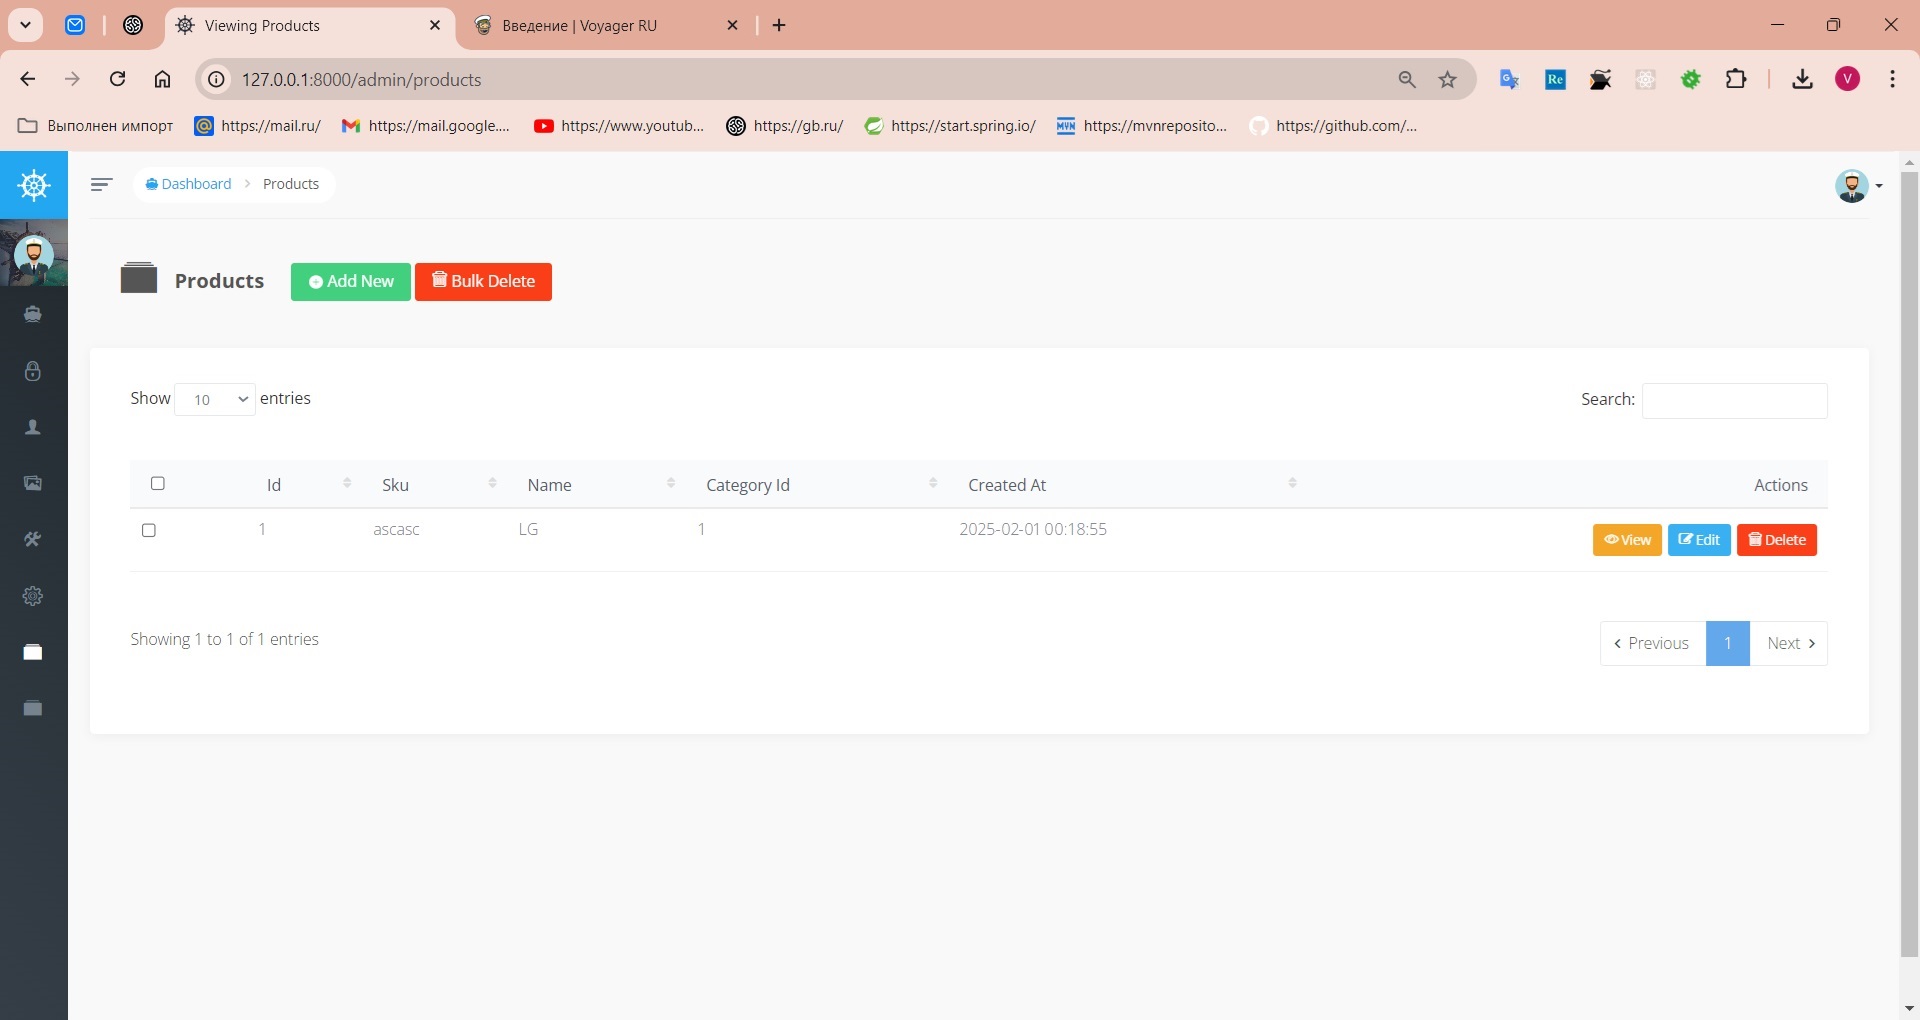 Viewing Products
Введение | Voyager RU
127.0.0.1:8000/admin/products
Re
V
Выполнен импорт
https://mail.ru/
https://mail.google....
https://www.youtub...
https://gb.ru/
https://start.spring.io/
MVN
https://mvnreposito...
https://github.com/...
Dashboard
Products
Products
Add New
Bulk Delete
Show 10 entries
Search:
Id
Sku
Name
Category Id
Created At
Actions
1
ascasc
LG
1
2025-02-01 00:18:55
View
Edit
Delete
Showing 1 to 1 of 1 entries
Previous
1
Next